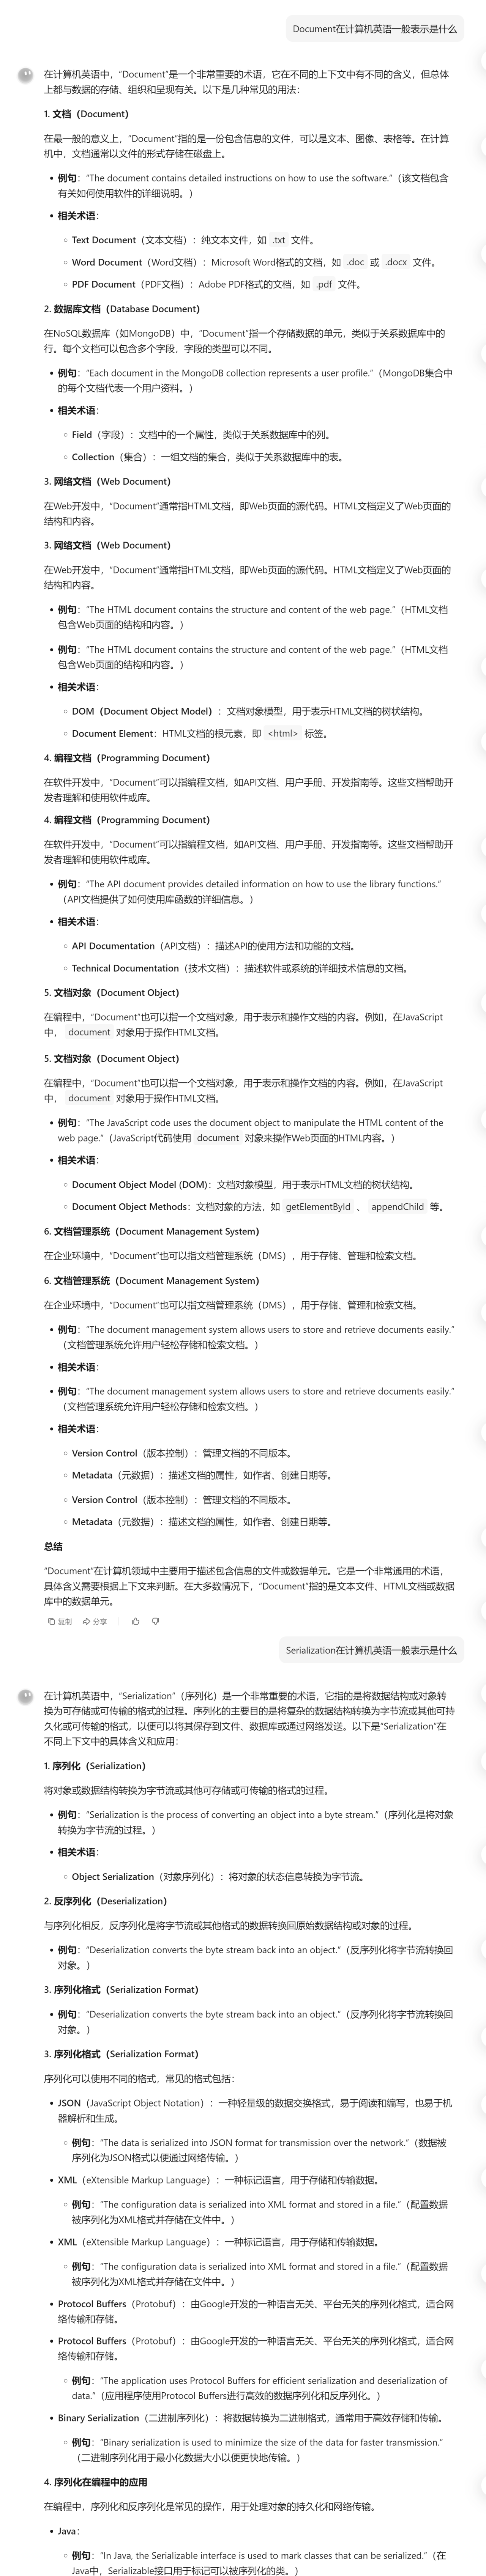 Document在计算机英语一般表示是什么
在计算机英语中，“Document”是一个非常重要的术语，它在不同的上下文中有不同的含义，但总体
上都与数据的存储、组织和呈现有关。以下是几种常见的用法：
1. 文档（Document）
在最一般的意义上，“Document”指的是一份包含信息的文件，可以是文本、图像、表格等。在计
算机中，文档通常以文件的形式存储在磁盘上。
• 例句：“The document contains detailed instructions on how to use the software.”（该文档包含
有关如何使用软件的详细说明。）
• 相关术语：
○ Text Document（文本文档）：纯文本文件，如 .txt 文件。
○ Word Document（Word文档）：Microsoft Word格式的文档，如 .doc 或 .docx 文件。
○ PDF Document（PDF文档）：Adobe PDF格式的文档，如 .pdf 文件。
2. 数据库文档（Database Document）
在NoSQL数据库（如MongoDB）中，“Document”指一个存储数据的单元，类似于关系数据库中的
行。每个文档可以包含多个字段，字段的类型可以不同。
• 例句：“Each document in the MongoDB collection represents a user profile.”（MongoDB集合中
的每个文档代表一个用户资料。）
• 相关术语：
○ Field（字段）：文档中的一个属性，类似于关系数据库中的列。
○ Collection（集合）：一组文档的集合，类似于关系数据库中的表。
3. 网络文档（Web Document）
在Web开发中，“Document”通常指HTML文档，即Web页面的源代码。HTML文档定义了Web页面的
结构和内容。
3. 网络文档（Web Document）
在Web开发中，“Document”通常指HTML文档，即Web页面的源代码。HTML文档定义了Web页面的
结构和内容。
• 例句：“The HTML document contains the structure and content of the web page.”（HTML文档
包含Web页面的结构和内容。）
• 例句：“The HTML document contains the structure and content of the web page.”（HTML文档
包含Web页面的结构和内容。）
• 相关术语：
○ DOM（Document Object Model）：文档对象模型，用于表示HTML文档的树状结构。
○ Document Element：HTML文档的根元素，即 <html> 标签。
4. 编程文档（Programming Document）
在软件开发中，“Document”可以指编程文档，如API文档、用户手册、开发指南等。这些文档帮助开
发者理解和使用软件或库。
4. 编程文档（Programming Document）
在软件开发中，“Document”可以指编程文档，如API文档、用户手册、开发指南等。这些文档帮助开
发者理解和使用软件或库。
• 例句：“The API document provides detailed information on how to use the library functions.”
（API文档提供了如何使用库函数的详细信息。）
• 相关术语：
○ API Documentation（API文档）：描述API的使用方法和功能的文档。
○ Technical Documentation（技术文档）：描述软件或系统的详细技术信息的文档。
5. 文档对象（Document Object）
在编程中，“Document”也可以指一个文档对象，用于表示和操作文档的内容。例如，在JavaScript
中， document 对象用于操作HTML文档。
5. 文档对象（Document Object）
在编程中，“Document”也可以指一个文档对象，用于表示和操作文档的内容。例如，在JavaScript
中， document 对象用于操作HTML文档。
• 例句：“The JavaScript code uses the document object to manipulate the HTML content of the
web page.”（JavaScript代码使用 document 对象来操作Web页面的HTML内容。）
• 相关术语：
○ Document Object Model (DOM)：文档对象模型，用于表示HTML文档的树状结构。
○ Document Object Methods：文档对象的方法，如 getElementById 、 appendChild 等。
6. 文档管理系统（Document Management System）
在企业环境中，“Document”也可以指文档管理系统（DMS），用于存储、管理和检索文档。
6. 文档管理系统（Document Management System）
在企业环境中，“Document”也可以指文档管理系统（DMS），用于存储、管理和检索文档。
• 例句：“The document management system allows users to store and retrieve documents easily.”
（文档管理系统允许用户轻松存储和检索文档。）
• 相关术语：
• 例句：“The document management system allows users to store and retrieve documents easily.”
（文档管理系统允许用户轻松存储和检索文档。）
• 相关术语：
○ Version Control（版本控制）：管理文档的不同版本。
○ Metadata（元数据）：描述文档的属性，如作者、创建日期等。
○ Version Control（版本控制）：管理文档的不同版本。
○ Metadata（元数据）：描述文档的属性，如作者、创建日期等。
总结
“Document”在计算机领域中主要用于描述包含信息的文件或数据单元。它是一个非常通用的术语，
具体含义需要根据上下文来判断。在大多数情况下，“Document”指的是文本文件、HTML文档或数据
库中的数据单元。
复制 分享
Serialization在计算机英语一般表示是什么
在计算机英语中，“Serialization”（序列化）是一个非常重要的术语，它指的是将数据结构或对象转
换为可存储或可传输的格式的过程。序列化的主要目的是将复杂的数据结构转换为字节流或其他可持
久化或可传输的格式，以便可以将其保存到文件、数据库或通过网络发送。以下是“Serialization”在
不同上下文中的具体含义和应用：
1. 序列化（Serialization）
将对象或数据结构转换为字节流或其他可存储或可传输的格式的过程。
• 例句：“Serialization is the process of converting an object into a byte stream.”（序列化是将对象
转换为字节流的过程。）
• 相关术语：
○ Object Serialization（对象序列化）：将对象的状态信息转换为字节流。
2. 反序列化（Deserialization）
与序列化相反，反序列化是将字节流或其他格式的数据转换回原始数据结构或对象的过程。
• 例句：“Deserialization converts the byte stream back into an object.”（反序列化将字节流转换回
对象。）
3. 序列化格式（Serialization Format）
• 例句：“Deserialization converts the byte stream back into an object.”（反序列化将字节流转换回
对象。）
3. 序列化格式（Serialization Format）
序列化可以使用不同的格式，常见的格式包括：
• JSON（JavaScript Object Notation）：一种轻量级的数据交换格式，易于阅读和编写，也易于机
器解析和生成。
○ 例句：“The data is serialized into JSON format for transmission over the network.”（数据被
序列化为JSON格式以便通过网络传输。）
• XML（eXtensible Markup Language）：一种标记语言，用于存储和传输数据。
○ 例句：“The configuration data is serialized into XML format and stored in a file.”（配置数据
被序列化为XML格式并存储在文件中。）
• XML（eXtensible Markup Language）：一种标记语言，用于存储和传输数据。
○ 例句：“The configuration data is serialized into XML format and stored in a file.”（配置数据
被序列化为XML格式并存储在文件中。）
• Protocol Buffers（Protobuf）：由Google开发的一种语言无关、平台无关的序列化格式，适合网
络传输和存储。
• Protocol Buffers（Protobuf）：由Google开发的一种语言无关、平台无关的序列化格式，适合网
络传输和存储。
○ 例句：“The application uses Protocol Buffers for efficient serialization and deserialization of
data.”（应用程序使用Protocol Buffers进行高效的数据序列化和反序列化。）
• Binary Serialization（二进制序列化）：将数据转换为二进制格式，通常用于高效存储和传输。
○ 例句：“Binary serialization is used to minimize the size of the data for faster transmission.”
（二进制序列化用于最小化数据大小以便更快地传输。）
4. 序列化在编程中的应用
在编程中，序列化和反序列化是常见的操作，用于处理对象的持久化和网络传输。
• Java：
○ 例句：“In Java, the Serializable interface is used to mark classes that can be serialized.”（在
Java中，Serializable接口用于标记可以被序列化的类。）